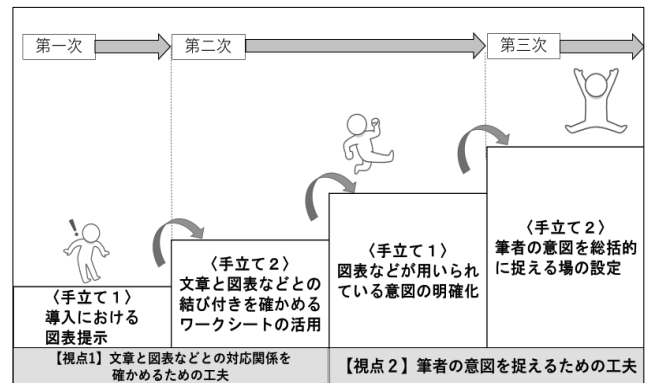 第一次
第二次
第三次
!
〈手立て1〉
導入における
図表提示
〈手立て2〉
文章と図表などとの
結び付きを確かめる
ワークシートの活用
〈手立て1〉
図表などが用いられ
ている意図の明確化
〈手立て2〉
筆者の意図を総括的
に捉える場の設定
【視点1】文章と図表などとの対応関係を
確かめるための工夫
【視点2】筆者の意図を捉えるための工夫